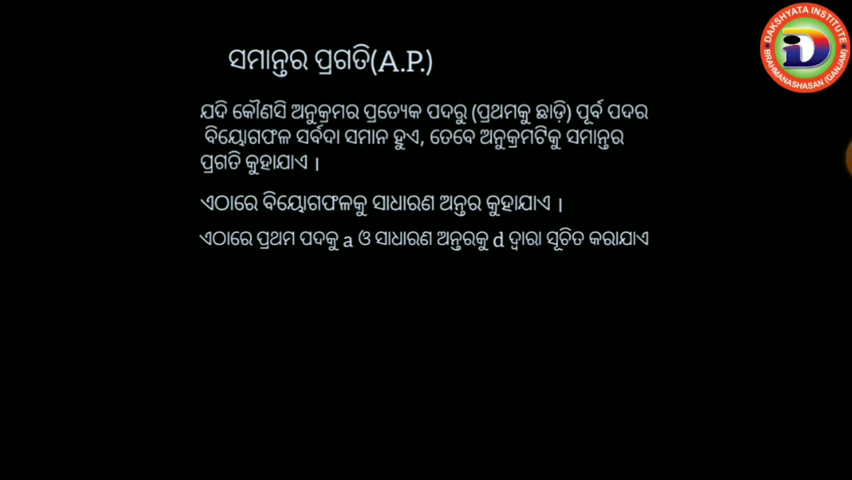 ସମାନ୍ତର ପ୍ରଗତି(A.P.)
ଯଦି କୌଣସି ଅନୁକ୍ରମର ପ୍ରତ୍ୟେକ ପଦରୁ (ପ୍ରଥମକୁ ଛାଡ଼ି) ପୂର୍ବ ପଦର
ବିୟୋଗଫଳ ସର୍ବଦା ସମାନ ହୁଏ, ତେବେ ଅନୁକ୍ରମଟିକୁ ସମାନ୍ତର
ପ୍ରଗତି କୁହାଯାଏ ।
ଏଠାରେ ବିୟୋଗଫଳକୁ ସାଧାରଣ ଅନ୍ତର କୁହାଯାଏ ।
ଏଠାରେ ପ୍ରଥମ ପଦକୁ a ଓ ସାଧାରଣ ଅନ୍ତରକୁ d ଦ୍ୱାରା ସୂଚିତ କରାଯାଏ
DAKSHYATA INSTITUTE
BRAHMANASHASAN (GANJAM)